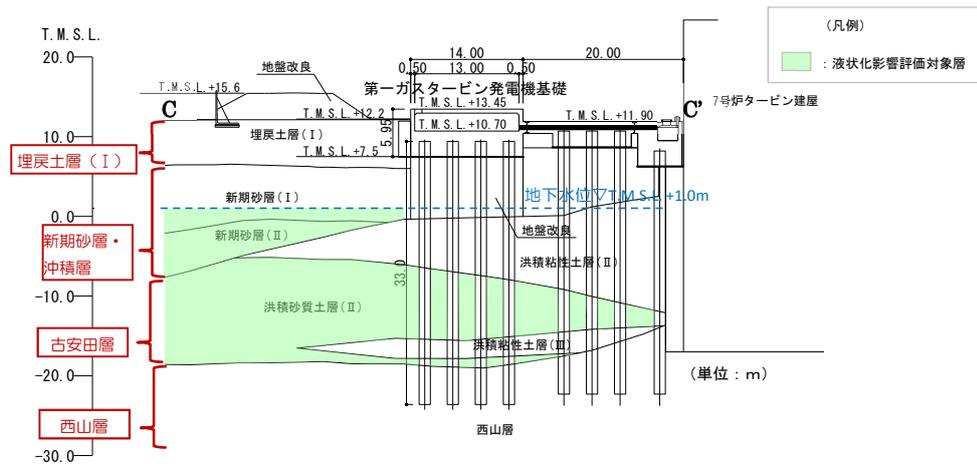 T.M.S.L.
20.0
10.0
0.0
-10.0
-20.0
-30.0
(凡例)
：液状化影響評価対象層
14.00
20.00
0.50
13.00
0.50
地盤改良
第一ガスタービン発電機基礎
T.M.S.L.+15.6
C
C'
7号炉タービン建屋
T.M.S.L.+13.45
T.M.S.L.+12.2
T.M.S.L.+11.90
T.M.S.L.+10.70
5.95
埋戻土層(Ⅰ)
T.M.S.L.+7.5
埋戻土層（Ⅰ）
新期砂層(Ⅰ)
地下水位▽T.M.S.L.+1.0m
新期砂層(Ⅱ)
地盤改良
新期砂層・
沖積層
洪積粘性土層(Ⅱ)
33.0
洪積砂質土層(Ⅱ)
古安田層
洪積粘性土層(Ⅲ)
(単位：m)
西山層
西山層